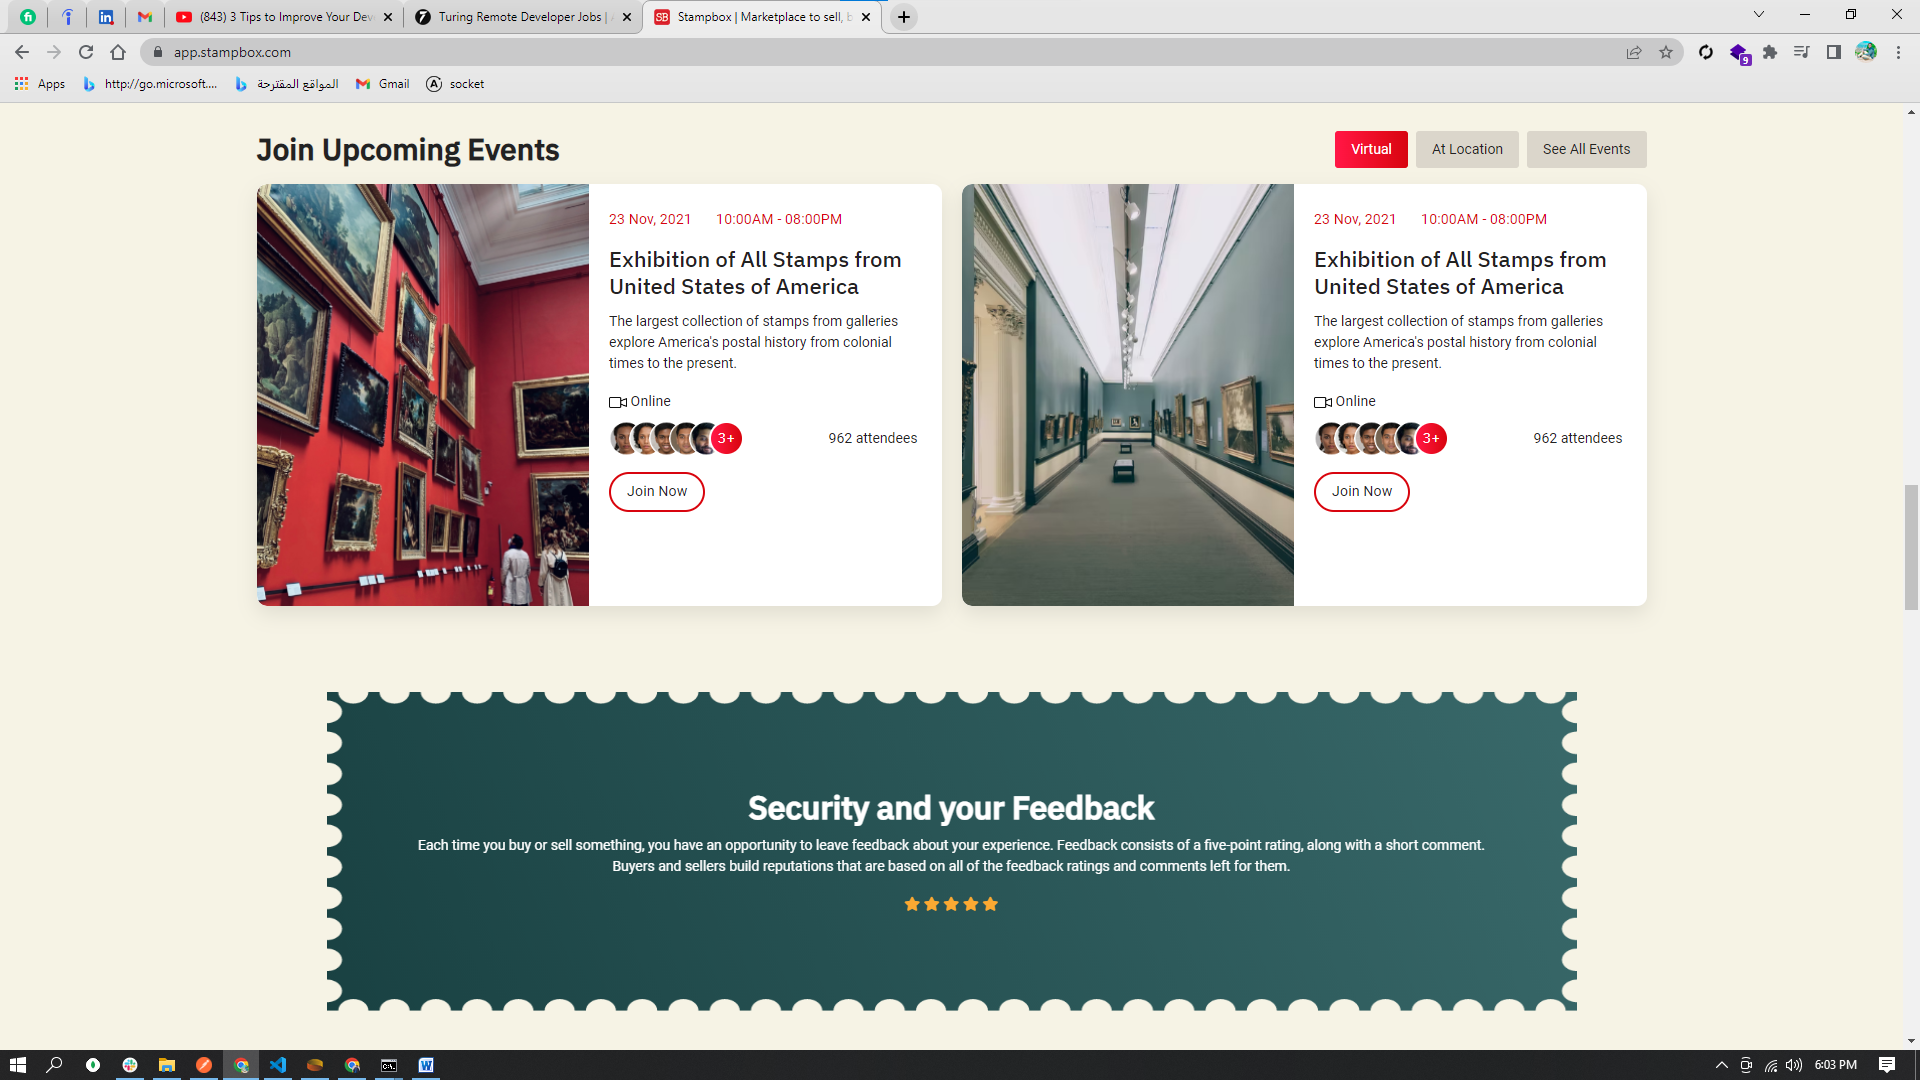 (843) 3 Tips to Improve Your Dev
Turing Remote Developer Jobs |
Stampbox | Marketplace to sell, b
app.stampbox.com
9
Apps
http://go.microsoft....
المواقع المقترحة
Gmail
socket
Join Upcoming Events
Virtual
At Location
See All Events
23 Nov, 2021 10:00AM - 08:00PM
Exhibition of All Stamps from
United States of America
The largest collection of stamps from galleries
explore America's postal history from colonial
times to the present.
Online
3+
962 attendees
Join Now
23 Nov, 2021 10:00AM - 08:00PM
Exhibition of All Stamps from
United States of America
The largest collection of stamps from galleries
explore America's postal history from colonial
times to the present.
Online
3+
962 attendees
Join Now
Security and your Feedback
Each time you buy or sell something, you have an opportunity to leave feedback about your experience. Feedback consists of a five-point rating, along with a short comment.
Buyers and sellers build reputations that are based on all of the feedback ratings and comments left for them.
6:03 PM